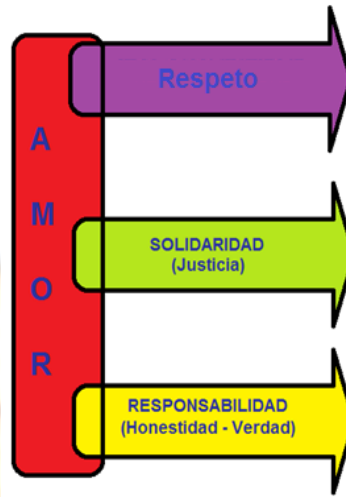 A
M
O
R
Respeto
SOLIDARIDAD
(Justicia)
RESPONSABILIDAD
(Honestidad - Verdad)